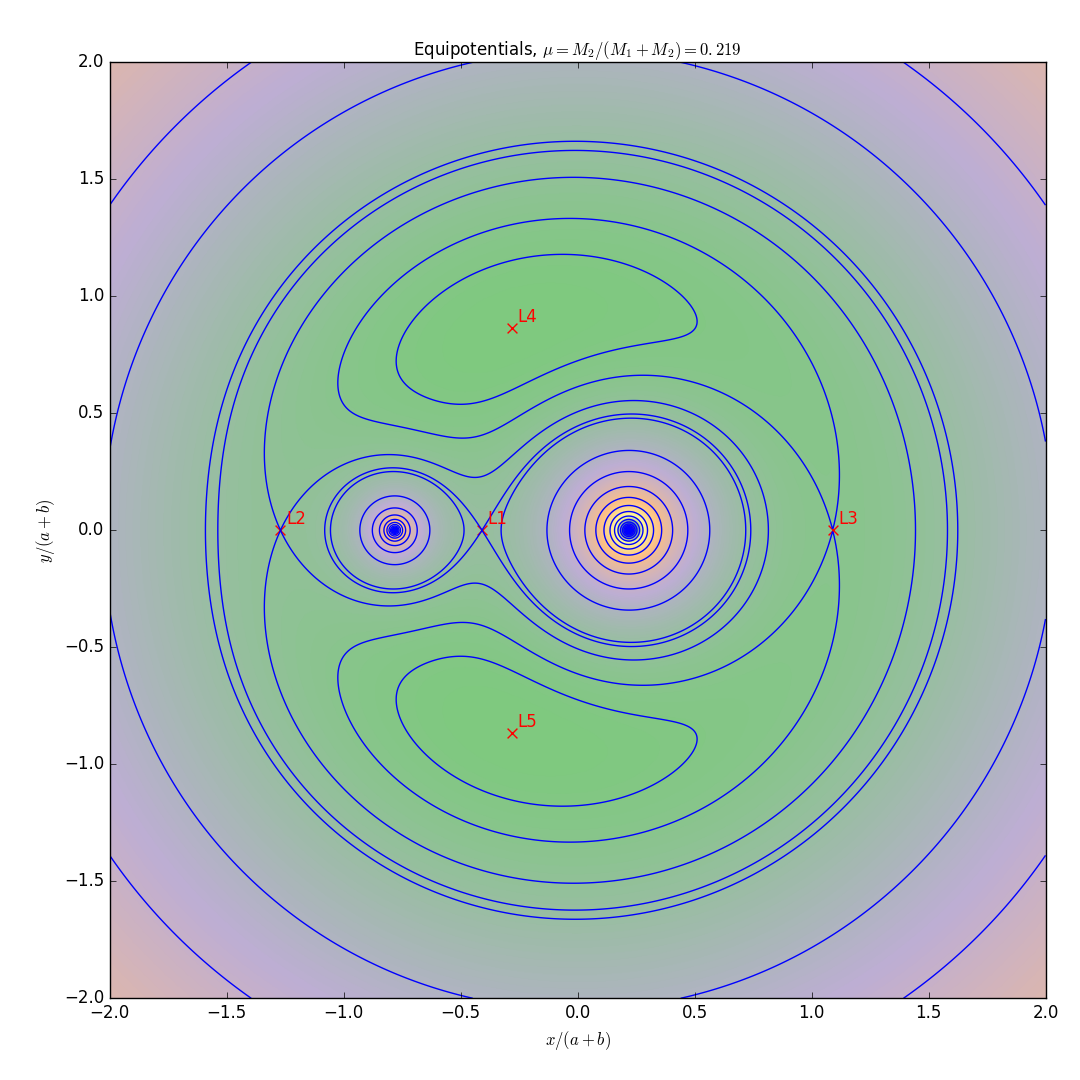 Equipotentials, μ = M₂/(M₁ + M₂) = 0.219
2.0
1.5
1.0
L4
0.5
y/(a + b)
0.0
L2 L1 L3
−0.5
L5
−1.0
−1.5
−2.0
−2.0 −1.5 −1.0 −0.5 0.0 0.5 1.0 1.5 2.0
x/(a + b)